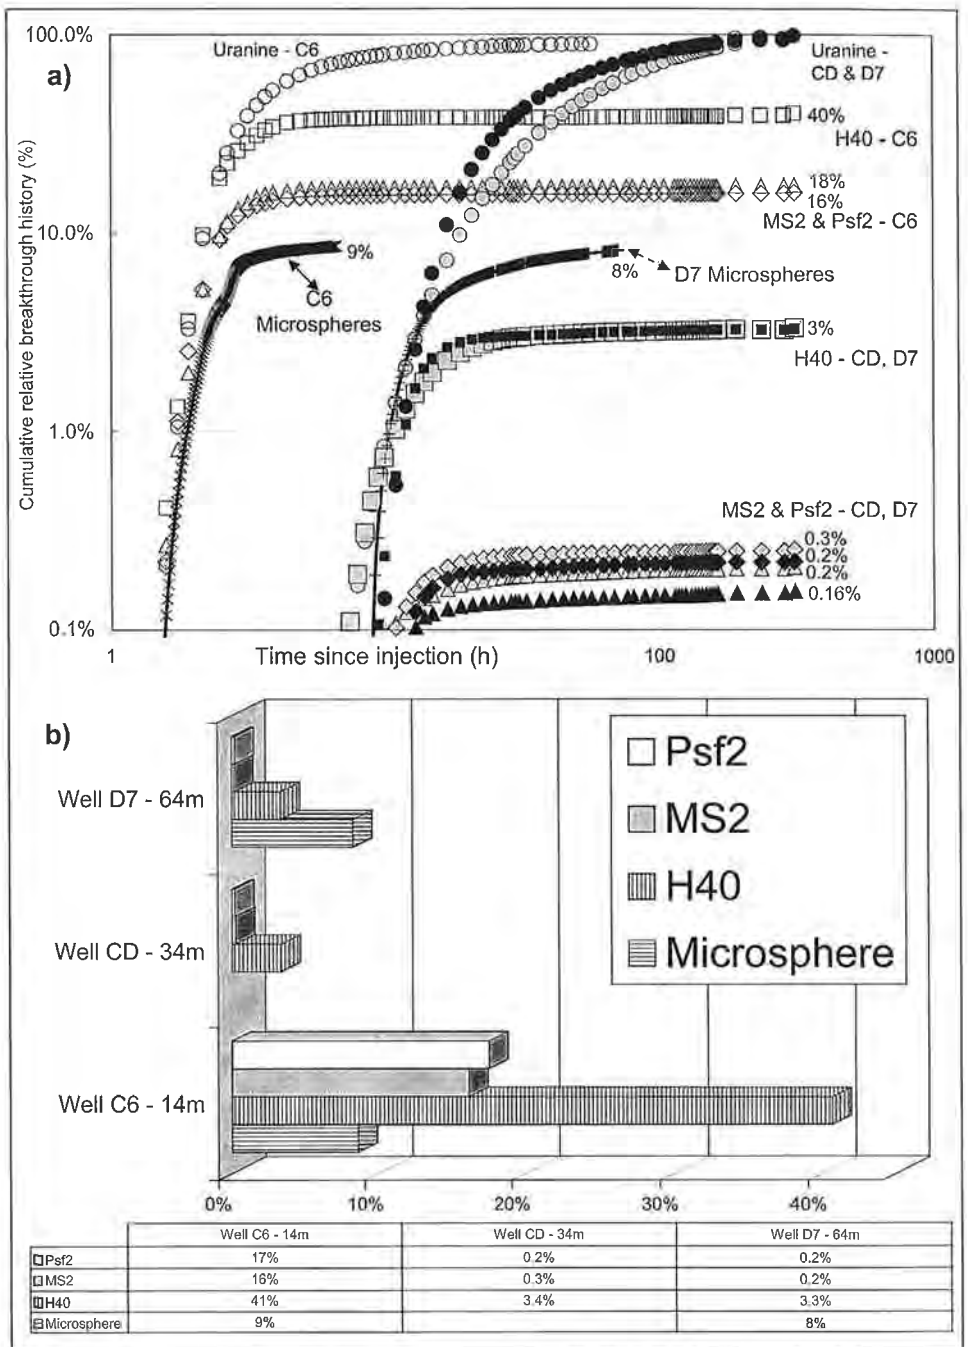 100.0%
a)
Uranine - C6
Uranine -
CD & D7
40%
H40 - C6
18%
16%
MS2 & Psf2 - C6
10.0%
9%
C6
Microspheres
8%
D7 Microspheres
3%
H40 - CD, D7
1.0%
MS2 & Psf2 - CD, D7
0.3%
0.2%
0.2%
0.16%
0.1%
Cumulative relative breakthrough history (%)
1
Time since injection (h)
100
1000
b)
Psf2
MS2
H40
Microsphere
Well D7 - 64m
Well CD - 34m
Well C6 - 14m
0%
10%
20%
30%
40%
Well C6 - 14m Well CD - 34m Well D7 - 64m
Psf2 17% 0.2% 0.2%
MS2 16% 0.3% 0.2%
H40 41% 3.4% 3.3%
Microsphere 9% 8%